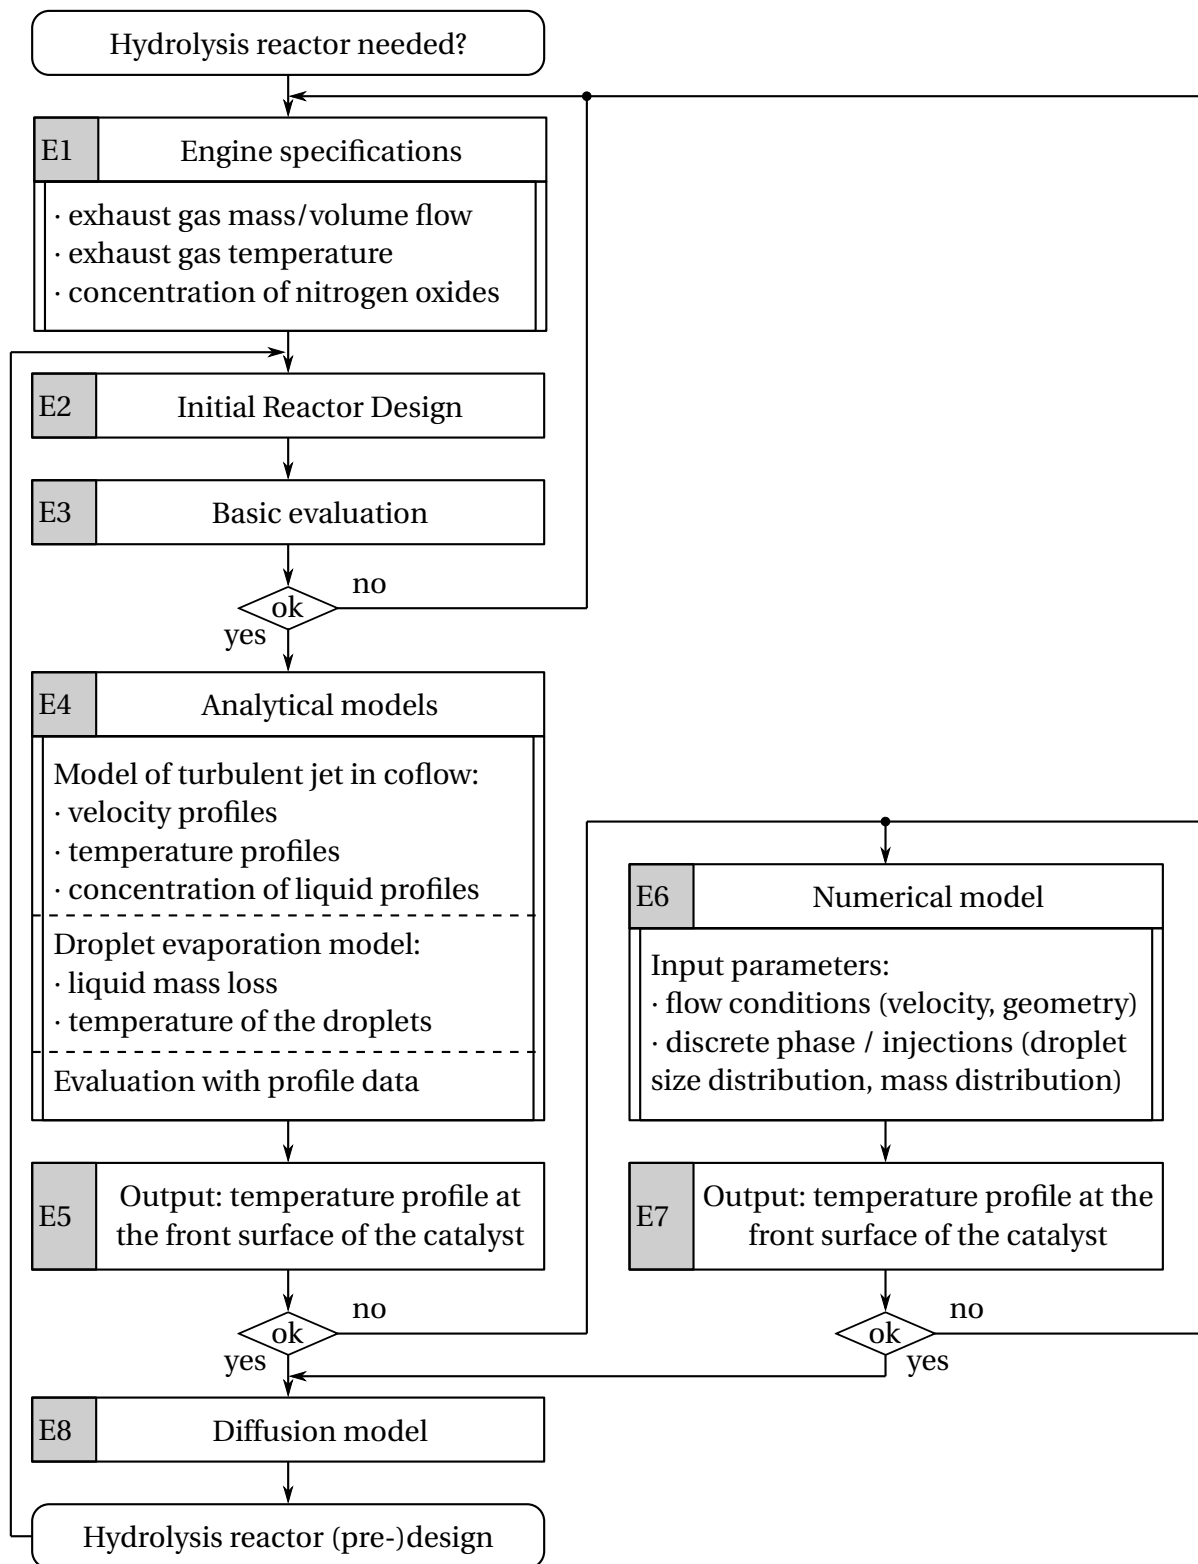 Hydrolysis reactor needed?
E1
Engine specifications
· exhaust gas mass/volume flow
· exhaust gas temperature
· concentration of nitrogen oxides
E2
Initial Reactor Design
E3
Basic evaluation
ok
no
yes
E4
Analytical models
Model of turbulent jet in coflow:
· velocity profiles
· temperature profiles
· concentration of liquid profiles
Droplet evaporation model:
· liquid mass loss
· temperature of the droplets
Evaluation with profile data
E5
Output: temperature profile at
the front surface of the catalyst
ok
no
yes
E6
Numerical model
Input parameters:
· flow conditions (velocity, geometry)
· discrete phase / injections (droplet
size distribution, mass distribution)
E7
Output: temperature profile at the
front surface of the catalyst
ok
no
yes
E8
Diffusion model
Hydrolysis reactor (pre-)design